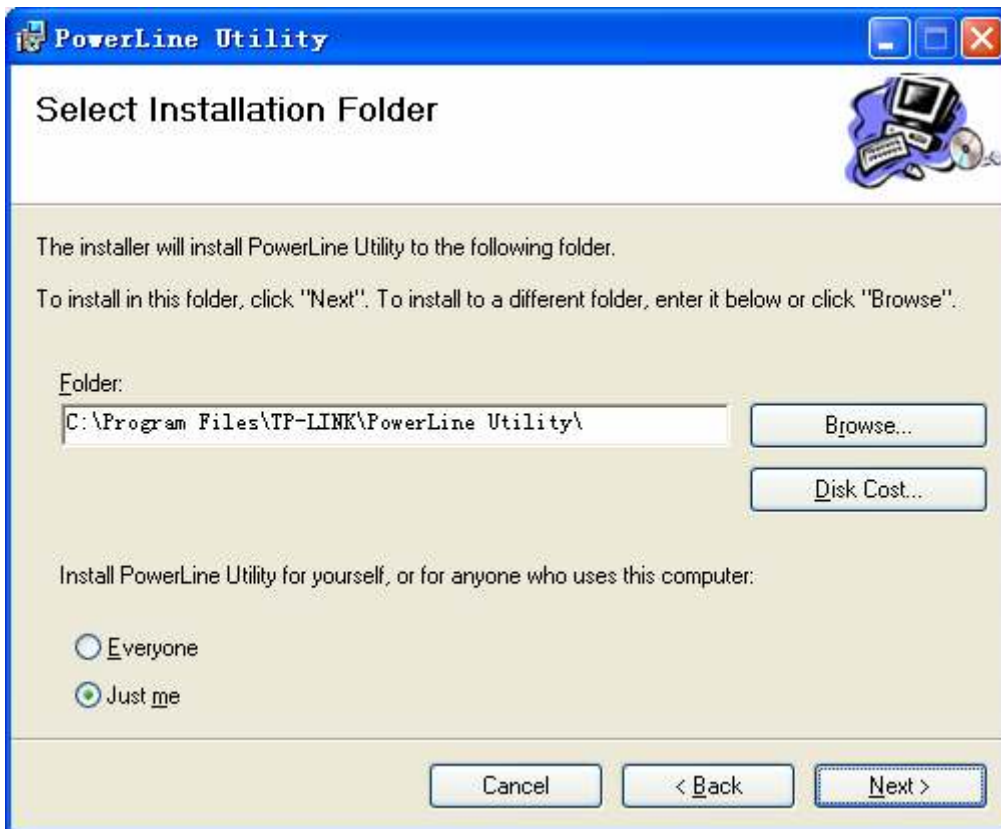 PowerLine Utility
Select Installation Folder
The installer will install PowerLine Utility to the following folder.
To install in this folder, click "Next". To install to a different folder, enter it below or click "Browse".
Folder:
C:\Program Files\TP-LINK\PowerLine Utility\
Browse...
Disk Cost...
Install PowerLine Utility for yourself, or for anyone who uses this computer:
Everyone
Just me
Cancel
< Back
Next >